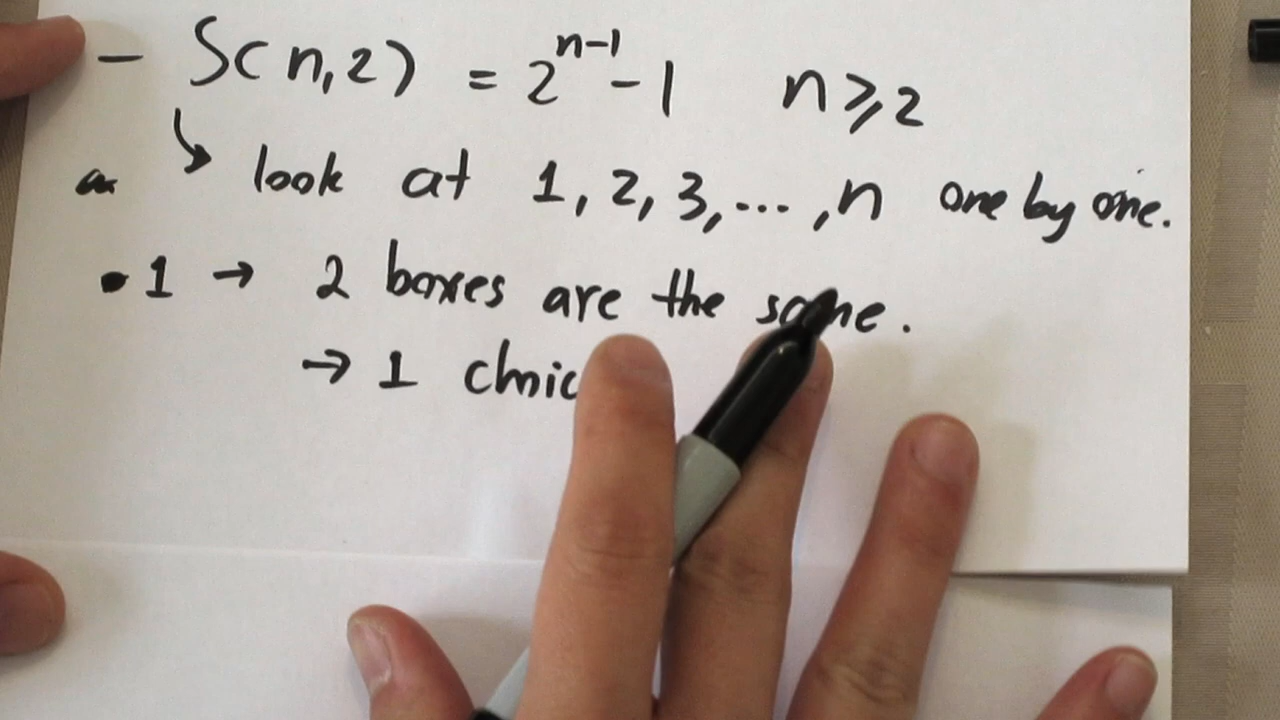 - S(n,2) = 2^{n-1} - 1 n ⩾ 2
↳ look at 1, 2, 3, ... , n one by one.
• 1 → 2 boxes are the same.
→ 1